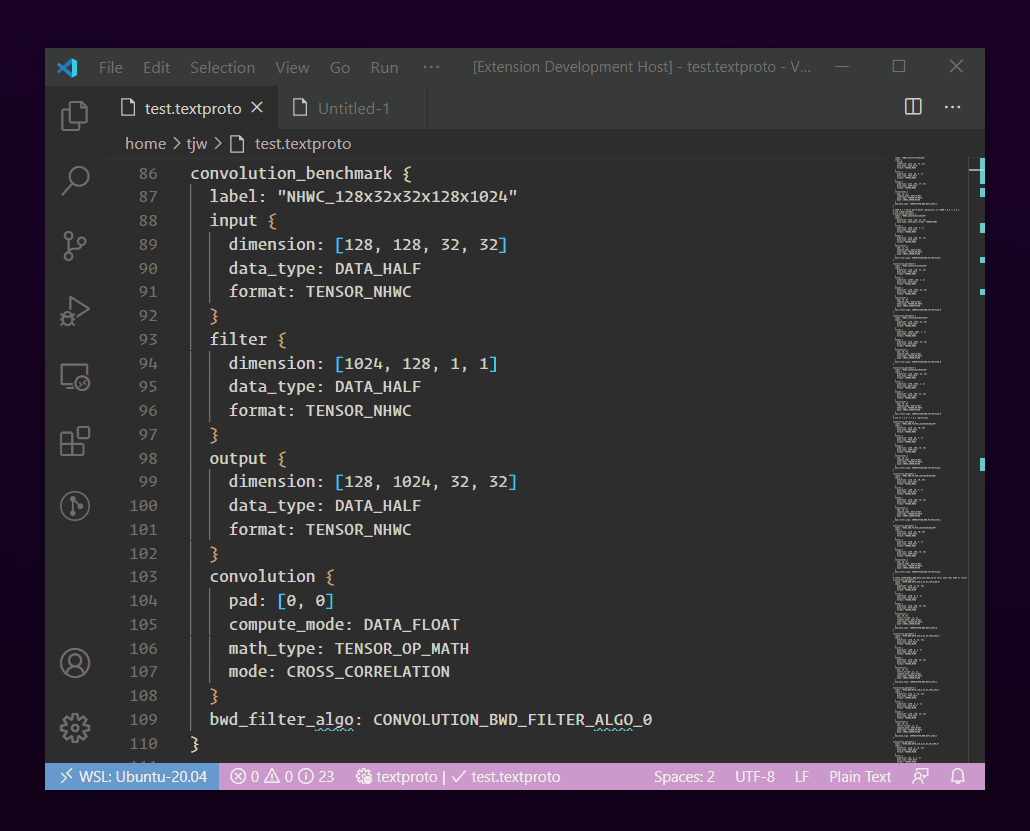 File Edit Selection View Go Run ··· [Extension Development Host] - test.textproto - V...
test.textproto Untitled-1
home > tjw > test.textproto
86 convolution_benchmark {
87 label: "NHWC_128x32x32x128x1024"
88 input {
89 dimension: [128, 128, 32, 32]
90 data_type: DATA_HALF
91 format: TENSOR_NHWC
92 }
93 filter {
94 dimension: [1024, 128, 1, 1]
95 data_type: DATA_HALF
96 format: TENSOR_NHWC
97 }
98 output {
99 dimension: [128, 1024, 32, 32]
100 data_type: DATA_HALF
101 format: TENSOR_NHWC
102 }
103 convolution {
104 pad: [0, 0]
105 compute_mode: DATA_FLOAT
106 math_type: TENSOR_OP_MATH
107 mode: CROSS_CORRELATION
108 }
109 bwd_filter_algo: CONVOLUTION_BWD_FILTER_ALGO_0
110 }
WSL: Ubuntu-20.04 0 0 23 textproto | ✓ test.textproto Spaces: 2 UTF-8 LF Plain Text